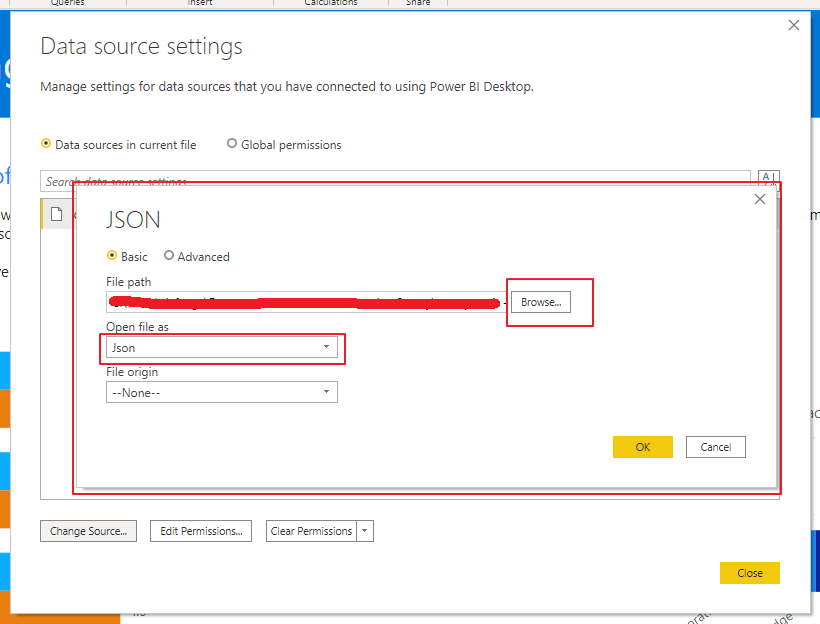 Queries Insert Calculations Share
Data source settings
Manage settings for data sources that you have connected to using Power BI Desktop.
Data sources in current file Global permissions
Search data source settings
JSON
Basic Advanced
File path
Browse...
Open file as
Json
File origin
--None--
OK Cancel
Change Source... Edit Permissions... Clear Permissions
Close